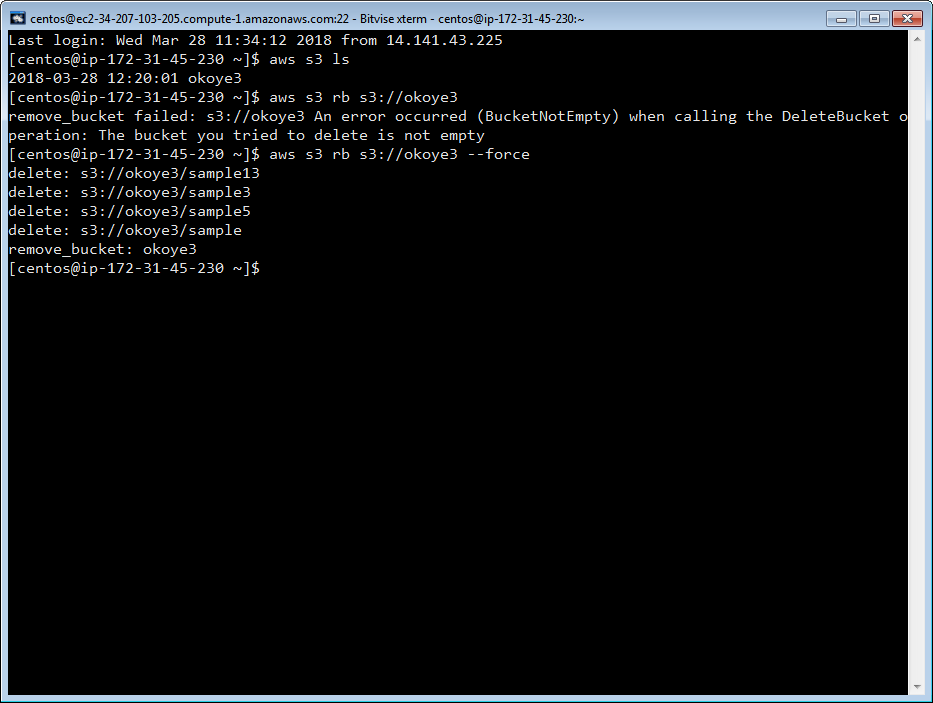 centos@ec2-34-207-103-205.compute-1.amazonaws.com:22 - Bitvise xterm - centos@ip-172-31-45-230:~
Last login: Wed Mar 28 11:34:12 2018 from 14.141.43.225
[centos@ip-172-31-45-230 ~]$ aws s3 ls
2018-03-28 12:20:01 okoye3
[centos@ip-172-31-45-230 ~]$ aws s3 rb s3://okoye3
remove_bucket failed: s3://okoye3 An error occurred (BucketNotEmpty) when calling the DeleteBucket o
peration: The bucket you tried to delete is not empty
[centos@ip-172-31-45-230 ~]$ aws s3 rb s3://okoye3 --force
delete: s3://okoye3/sample13
delete: s3://okoye3/sample3
delete: s3://okoye3/sample5
delete: s3://okoye3/sample
remove_bucket: okoye3
[centos@ip-172-31-45-230 ~]$